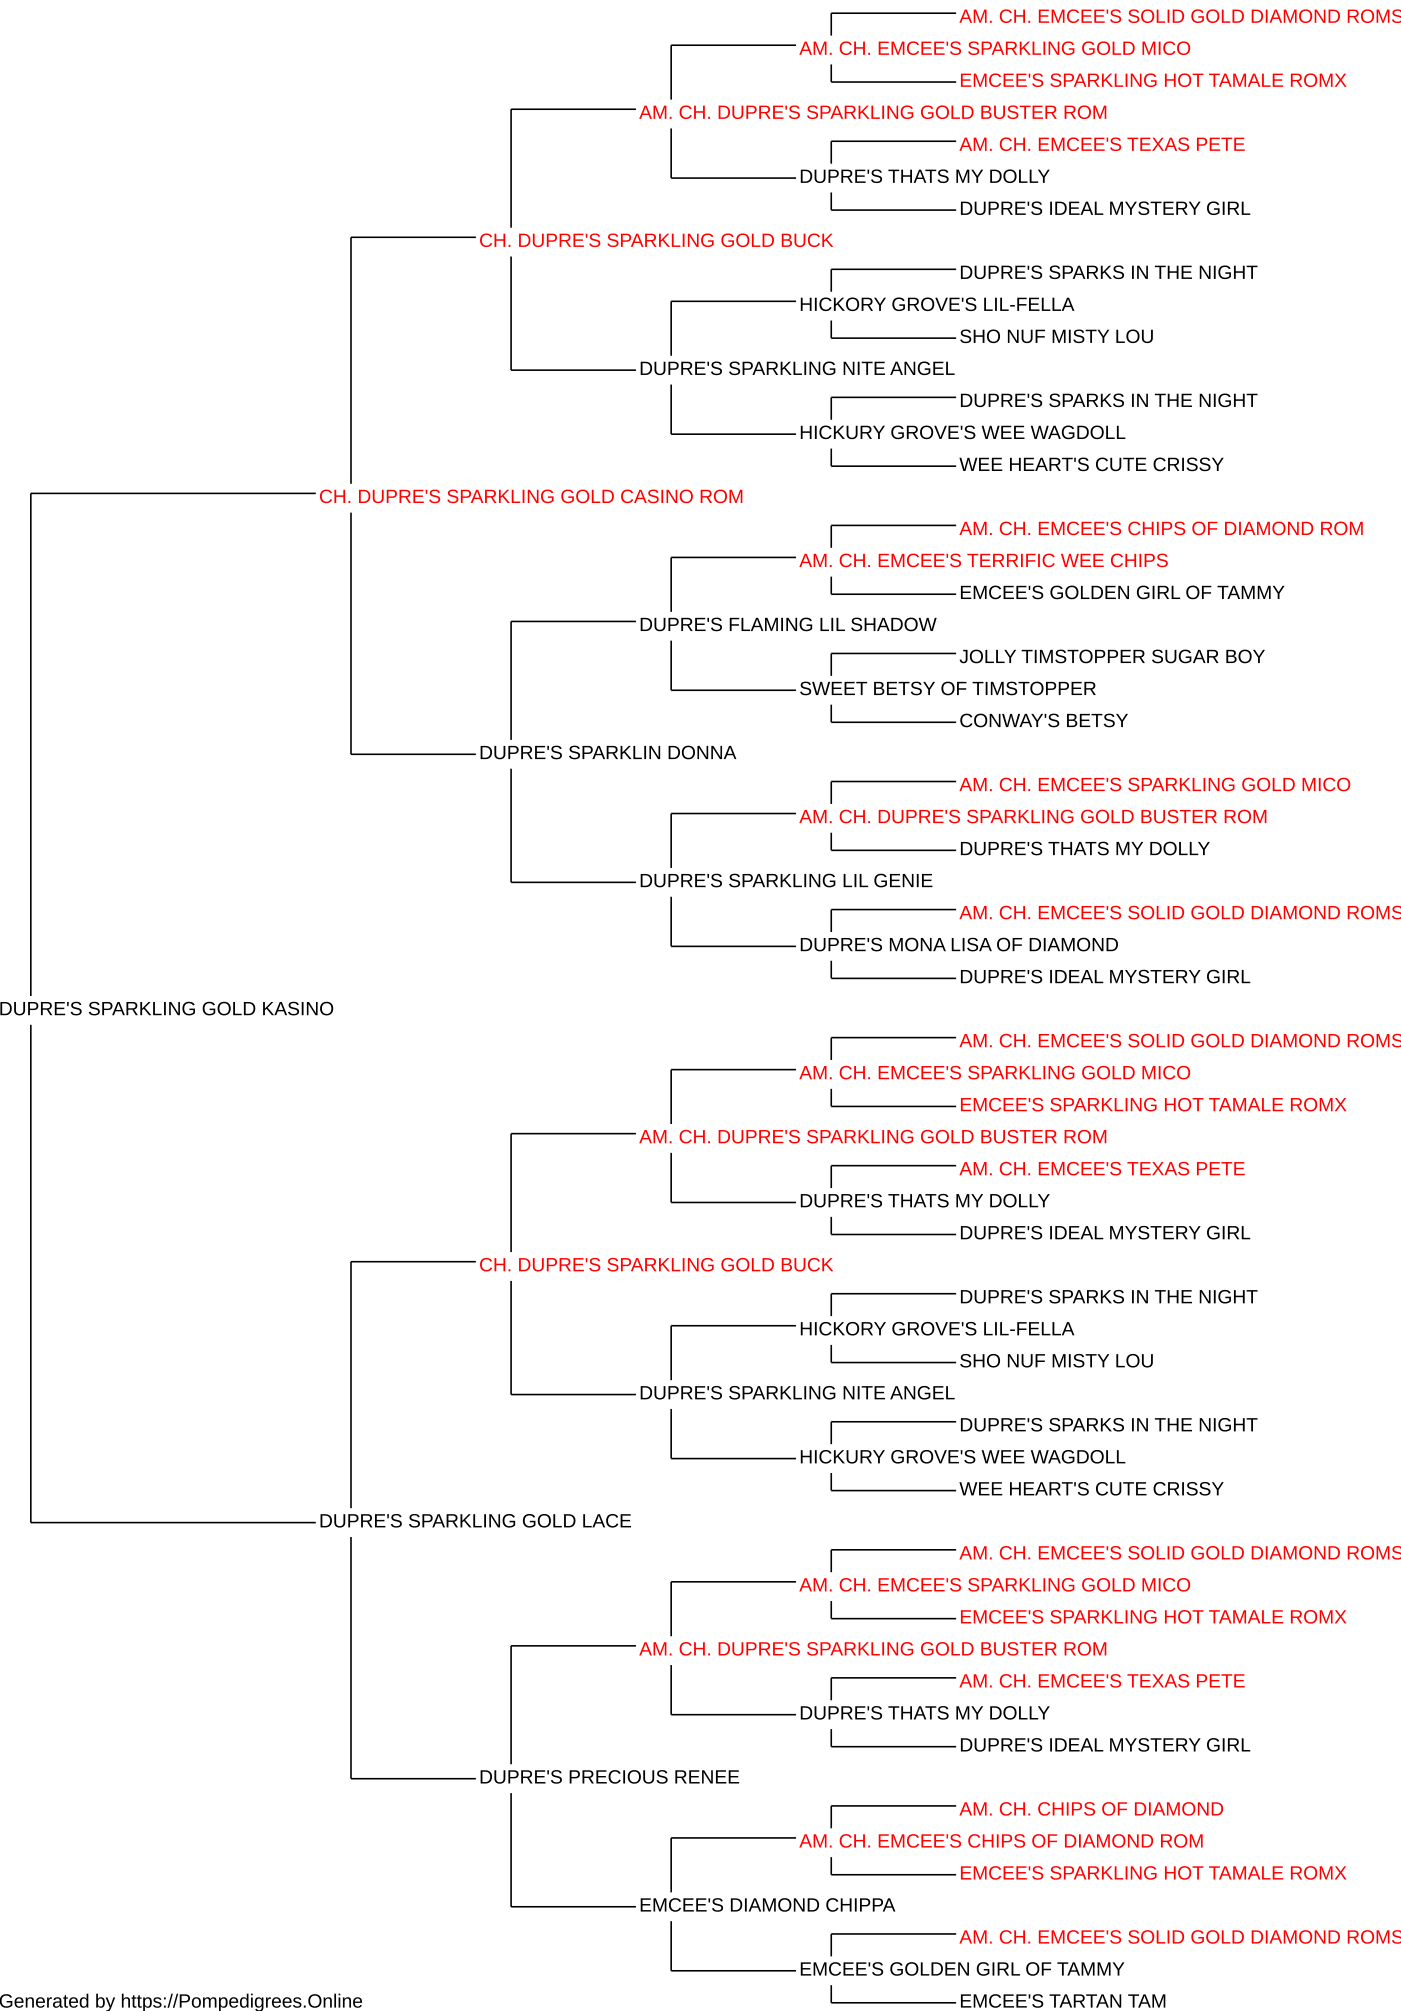 AM. CH. EMCEE'S SOLID GOLD DIAMOND ROMS
AM. CH. EMCEE'S SPARKLING GOLD MICO
EMCEE'S SPARKLING HOT TAMALE ROMX
AM. CH. DUPRE'S SPARKLING GOLD BUSTER ROM
AM. CH. EMCEE'S TEXAS PETE
DUPRE'S THATS MY DOLLY
DUPRE'S IDEAL MYSTERY GIRL
CH. DUPRE'S SPARKLING GOLD BUCK
DUPRE'S SPARKS IN THE NIGHT
HICKORY GROVE'S LIL-FELLA
SHO NUF MISTY LOU
DUPRE'S SPARKLING NITE ANGEL
DUPRE'S SPARKS IN THE NIGHT
HICKURY GROVE'S WEE WAGDOLL
WEE HEART'S CUTE CRISSY
CH. DUPRE'S SPARKLING GOLD CASINO ROM
AM. CH. EMCEE'S CHIPS OF DIAMOND ROM
AM. CH. EMCEE'S TERRIFIC WEE CHIPS
EMCEE'S GOLDEN GIRL OF TAMMY
DUPRE'S FLAMING LIL SHADOW
JOLLY TIMSTOPPER SUGAR BOY
SWEET BETSY OF TIMSTOPPER
CONWAY'S BETSY
DUPRE'S SPARKLIN DONNA
AM. CH. EMCEE'S SPARKLING GOLD MICO
AM. CH. DUPRE'S SPARKLING GOLD BUSTER ROM
DUPRE'S THATS MY DOLLY
DUPRE'S SPARKLING LIL GENIE
AM. CH. EMCEE'S SOLID GOLD DIAMOND ROMS
DUPRE'S MONA LISA OF DIAMOND
DUPRE'S IDEAL MYSTERY GIRL
DUPRE'S SPARKLING GOLD KASINO
AM. CH. EMCEE'S SOLID GOLD DIAMOND ROMS
AM. CH. EMCEE'S SPARKLING GOLD MICO
EMCEE'S SPARKLING HOT TAMALE ROMX
AM. CH. DUPRE'S SPARKLING GOLD BUSTER ROM
AM. CH. EMCEE'S TEXAS PETE
DUPRE'S THATS MY DOLLY
DUPRE'S IDEAL MYSTERY GIRL
CH. DUPRE'S SPARKLING GOLD BUCK
DUPRE'S SPARKS IN THE NIGHT
HICKORY GROVE'S LIL-FELLA
SHO NUF MISTY LOU
DUPRE'S SPARKLING NITE ANGEL
DUPRE'S SPARKS IN THE NIGHT
HICKURY GROVE'S WEE WAGDOLL
WEE HEART'S CUTE CRISSY
DUPRE'S SPARKLING GOLD LACE
AM. CH. EMCEE'S SOLID GOLD DIAMOND ROMS
AM. CH. EMCEE'S SPARKLING GOLD MICO
EMCEE'S SPARKLING HOT TAMALE ROMX
AM. CH. DUPRE'S SPARKLING GOLD BUSTER ROM
AM. CH. EMCEE'S TEXAS PETE
DUPRE'S THATS MY DOLLY
DUPRE'S IDEAL MYSTERY GIRL
DUPRE'S PRECIOUS RENEE
AM. CH. CHIPS OF DIAMOND
AM. CH. EMCEE'S CHIPS OF DIAMOND ROM
EMCEE'S SPARKLING HOT TAMALE ROMX
EMCEE'S DIAMOND CHIPPA
AM. CH. EMCEE'S SOLID GOLD DIAMOND ROMS
EMCEE'S GOLDEN GIRL OF TAMMY
EMCEE'S TARTAN TAM
Generated by https://Pompedigrees.Online